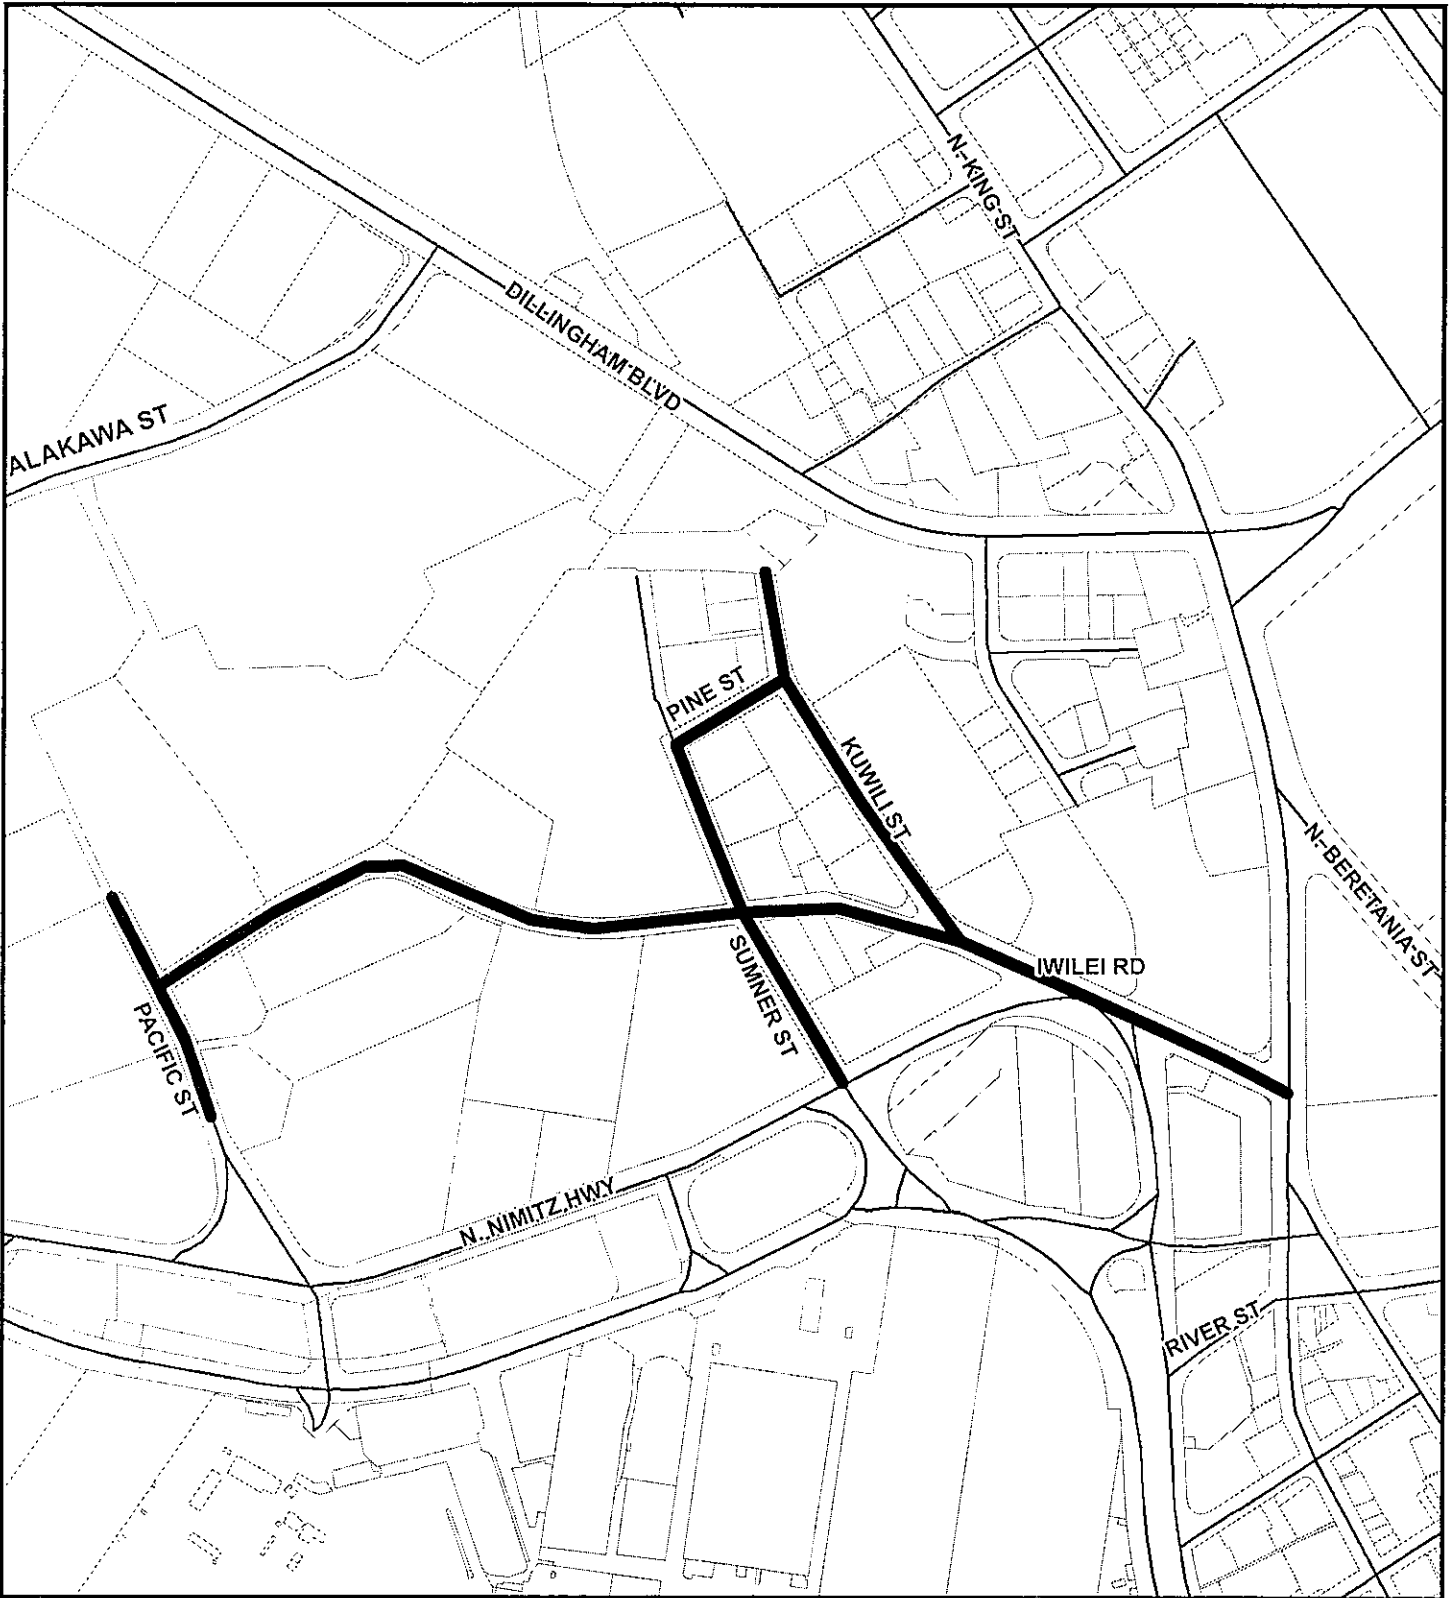 N. KING ST
DILLINGHAM BLVD
ALAKAWA ST
PINE ST
KUWILI ST
N. BERETANIA ST
SUMNER ST
IWILEI RD
PACIFIC ST
N. NIMITZ HWY
RIVER ST